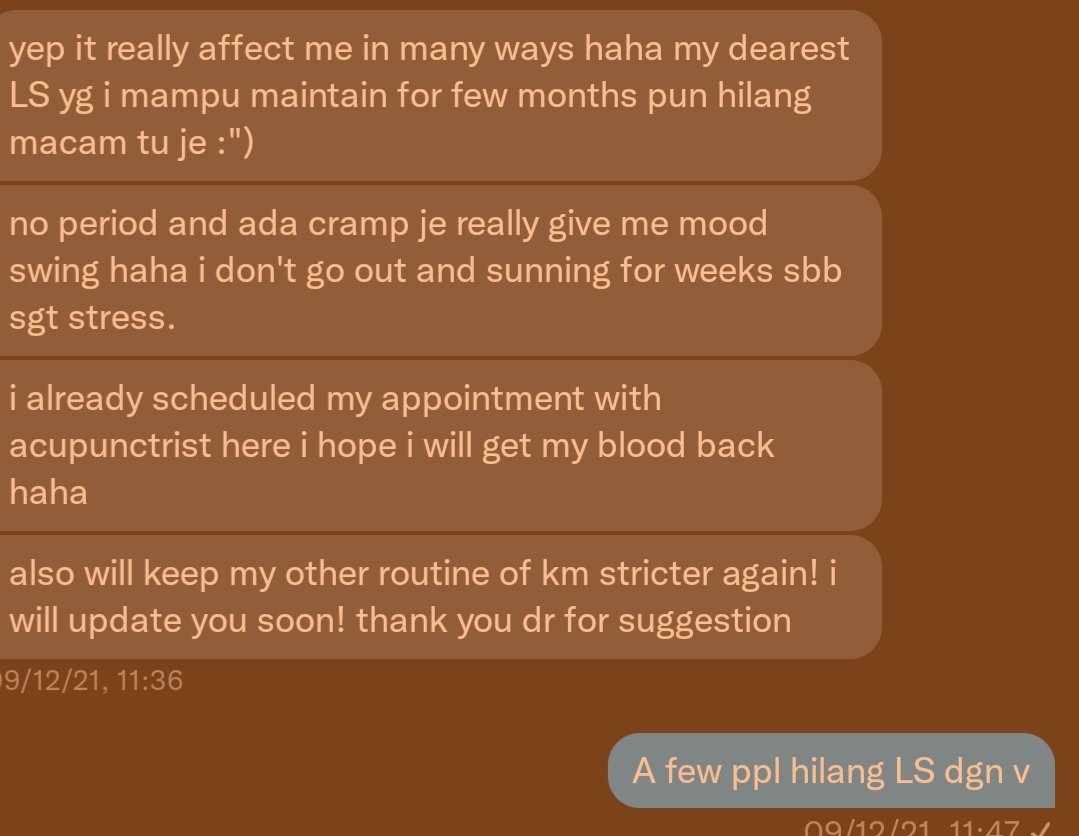 yep it really affect me in many ways haha my dearest
LS yg i mampu maintain for few months pun hilang
macam tu je :")
no period and ada cramp je really give me mood
swing haha i don't go out and sunning for weeks sbb
sgt stress.
i already scheduled my appointment with
acupunctrist here i hope i will get my blood back
haha
also will keep my other routine of km stricter again! i
will update you soon! thank you dr for suggestion
09/12/21, 11:36
A few ppl hilang LS dgn v
09/12/21, 11:47 ✓